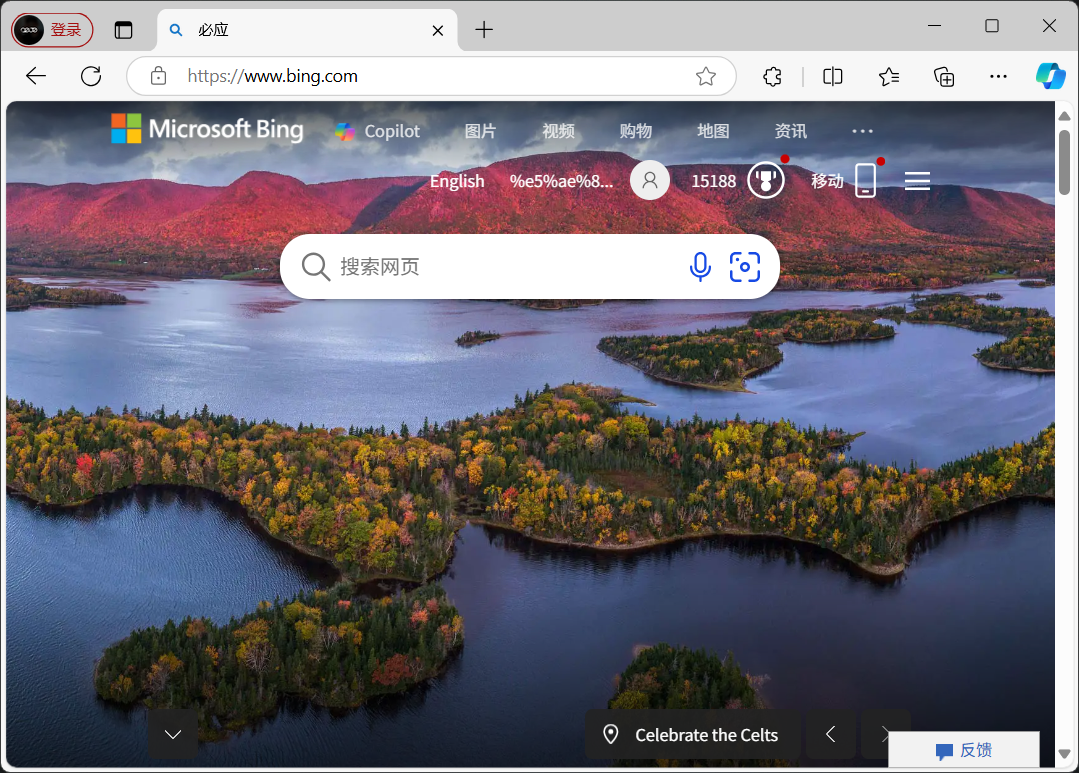 登录
必应
https://www.bing.com
Microsoft Bing Copilot 图片 视频 购物 地图 资讯
English %e5%ae%8... 15188 移动
搜索网页
Celebrate the Celts
反馈